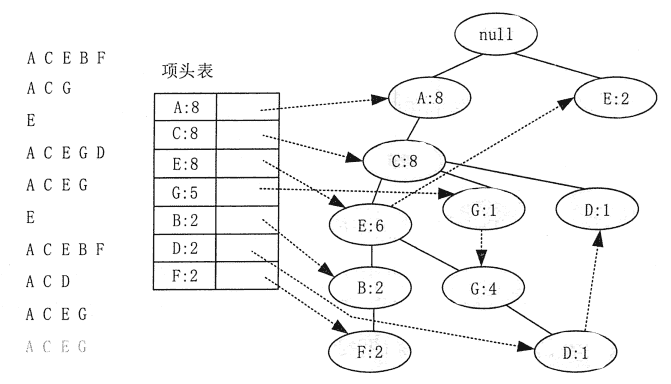 A C E B F
A C G
E
A C E G D
A C E G
E
A C E B F
A C D
A C E G
A C E G
项头表
A:8
C:8
E:8
G:5
B:2
D:2
F:2
null
A:8
E:2
C:8
E:6
G:1
D:1
B:2
G:4
F:2
D:1